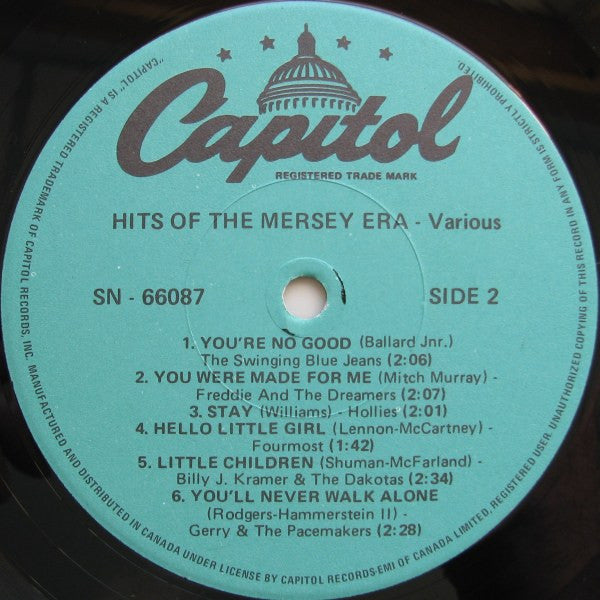 Capitol
REGISTERED TRADE MARK
HITS OF THE MERSEY ERA - Various
SN - 66087
SIDE 2
1. YOU'RE NO GOOD (Ballard Jnr.)
The Swinging Blue Jeans (2:06)
2. YOU WERE MADE FOR ME (Mitch Murray) -
Freddie And The Dreamers (2:07)
3. STAY (Williams) - Hollies (2:01)
4. HELLO LITTLE GIRL (Lennon-McCartney) -
Fourmost (1:42)
5. LITTLE CHILDREN (Shuman-McFarland) -
Billy J. Kramer & The Dakotas (2:34)
6. YOU'LL NEVER WALK ALONE
(Rodgers-Hammerstein II) -
Gerry & The Pacemakers (2:28)
"CAPITOL" IS A REGISTERED TRADEMARK OF CAPITOL RECORDS, INC. MANUFACTURED AND DISTRIBUTED IN CANADA UNDER LICENSE BY CAPITOL RECORDS-EMI OF CANADA LIMITED, REGISTERED USER. UNAUTHORIZED COPYING OF THIS RECORD IN ANY FORM IS STRICTLY PROHIBITED.